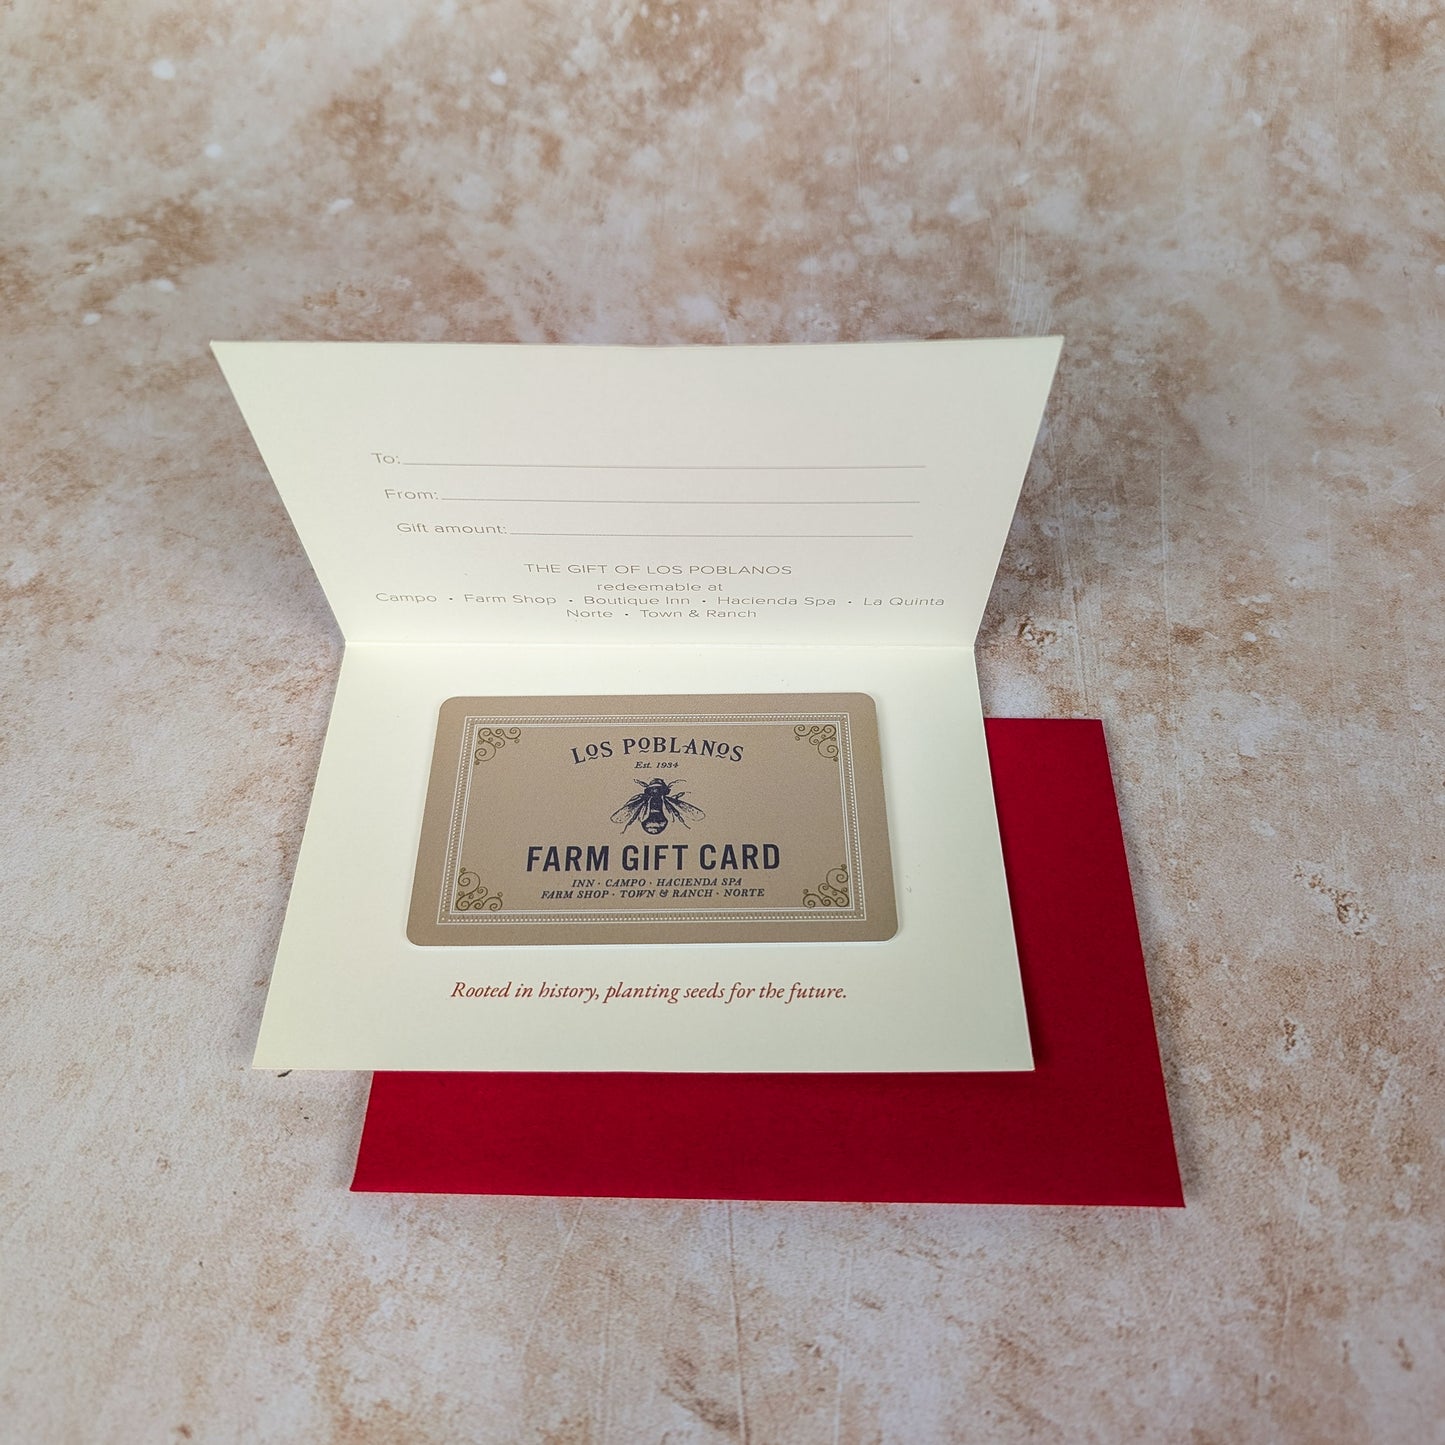 To:
From:
Gift amount:
THE GIFT OF LOS POBLANOS
redeemable at
Campo • Farm Shop • Boutique Inn • Hacienda Spa • La Quinta
Norte • Town & Ranch
LOS POBLANOS
Est. 1934
FARM GIFT CARD
INN · CAMPO · HACIENDA SPA
FARM SHOP · TOWN & RANCH · NORTE
Rooted in history, planting seeds for the future.